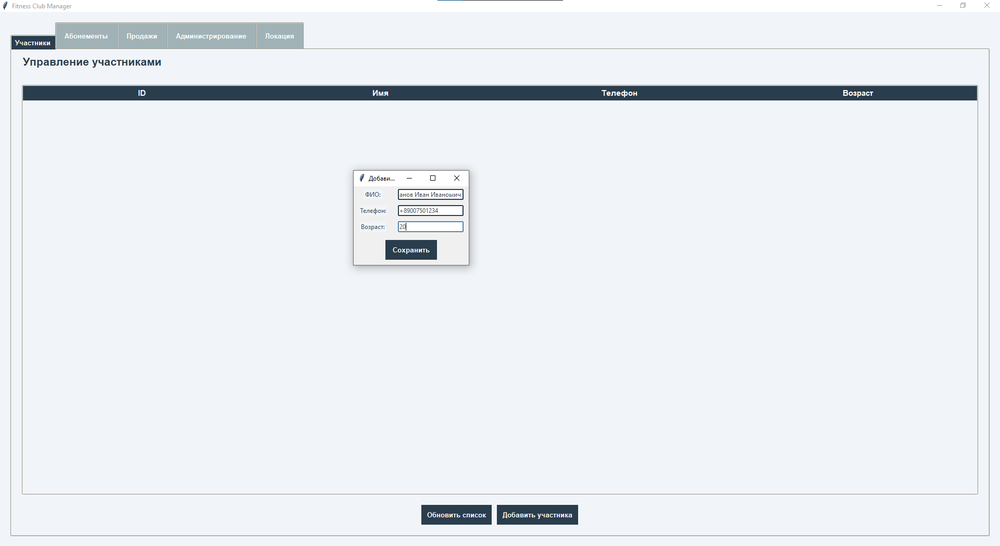 Fitness Club Manager
Участники
Абонементы
Продажи
Администрирование
Локация
Управление участниками
ID
Имя
Телефон
Возраст
Добави...
ФИО:
анов Иван Иваноыич
Телефон:
+89007501234
Возраст:
20
Сохранить
Обновить список
Добавить участника